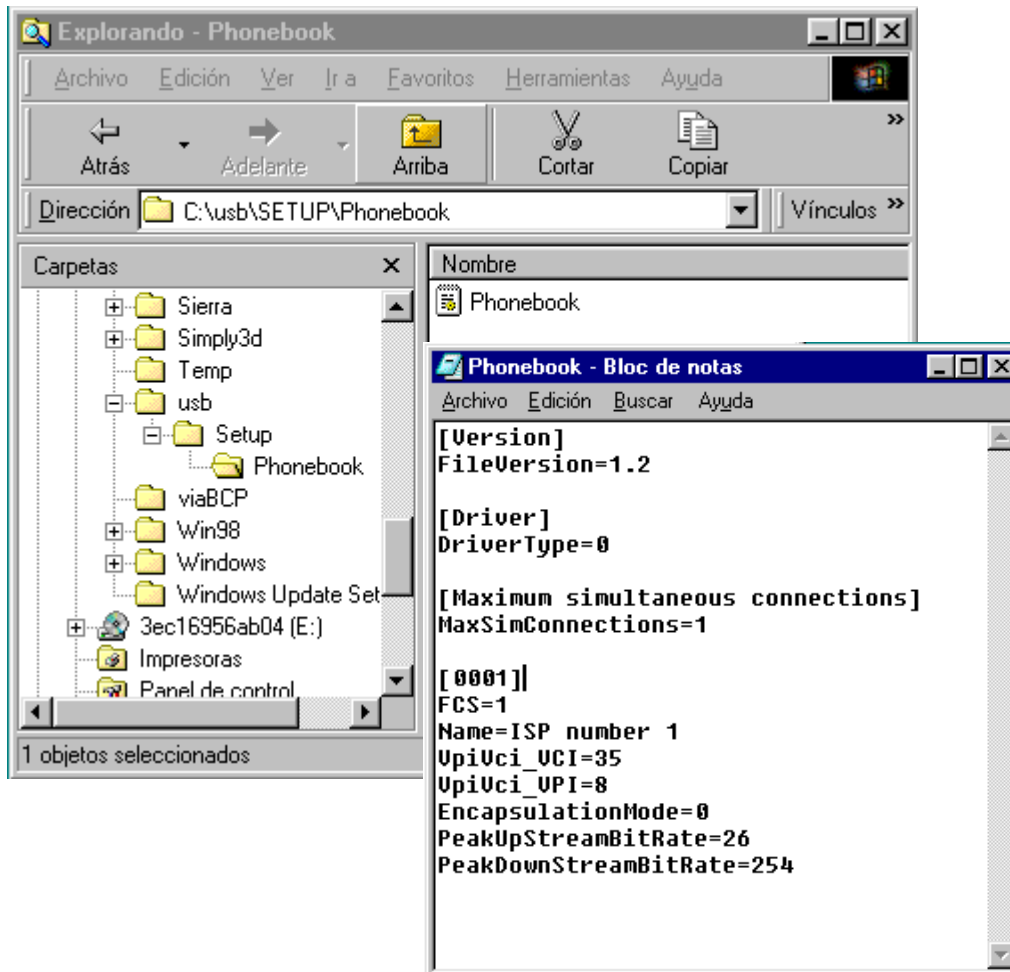 Explorando - Phonebook
Archivo Edición Ver Ir a Favoritos Herramientas Ayuda
Atrás Adelante Arriba Cortar Copiar »
Dirección C:\usb\SETUP\Phonebook Vínculos »
Carpetas
Sierra
Simply3d
Temp
usb
Setup
Phonebook
viaBCP
Win98
Windows
Windows Update Set
3ec16956ab04 (E:)
Impresoras
Panel de control
Nombre
Phonebook
1 objetos seleccionados
Phonebook - Bloc de notas
Archivo Edición Buscar Ayuda
[Version]
FileVersion=1.2
[Driver]
DriverType=0
[Maximum simultaneous connections]
MaxSimConnections=1
[0001]
FCS=1
Name=ISP number 1
VpiVci_VCI=35
VpiVci_VPI=8
EncapsulationMode=0
PeakUpStreamBitRate=26
PeakDownStreamBitRate=254